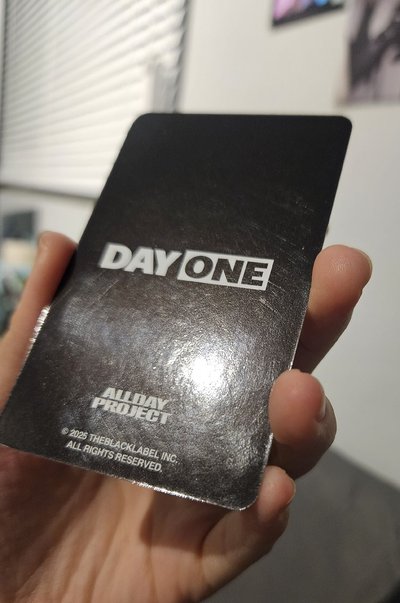 DAY ONE
ALLDAY
PROJECT
© 2025 THEBLACKLABEL INC.
ALL RIGHTS RESERVED.